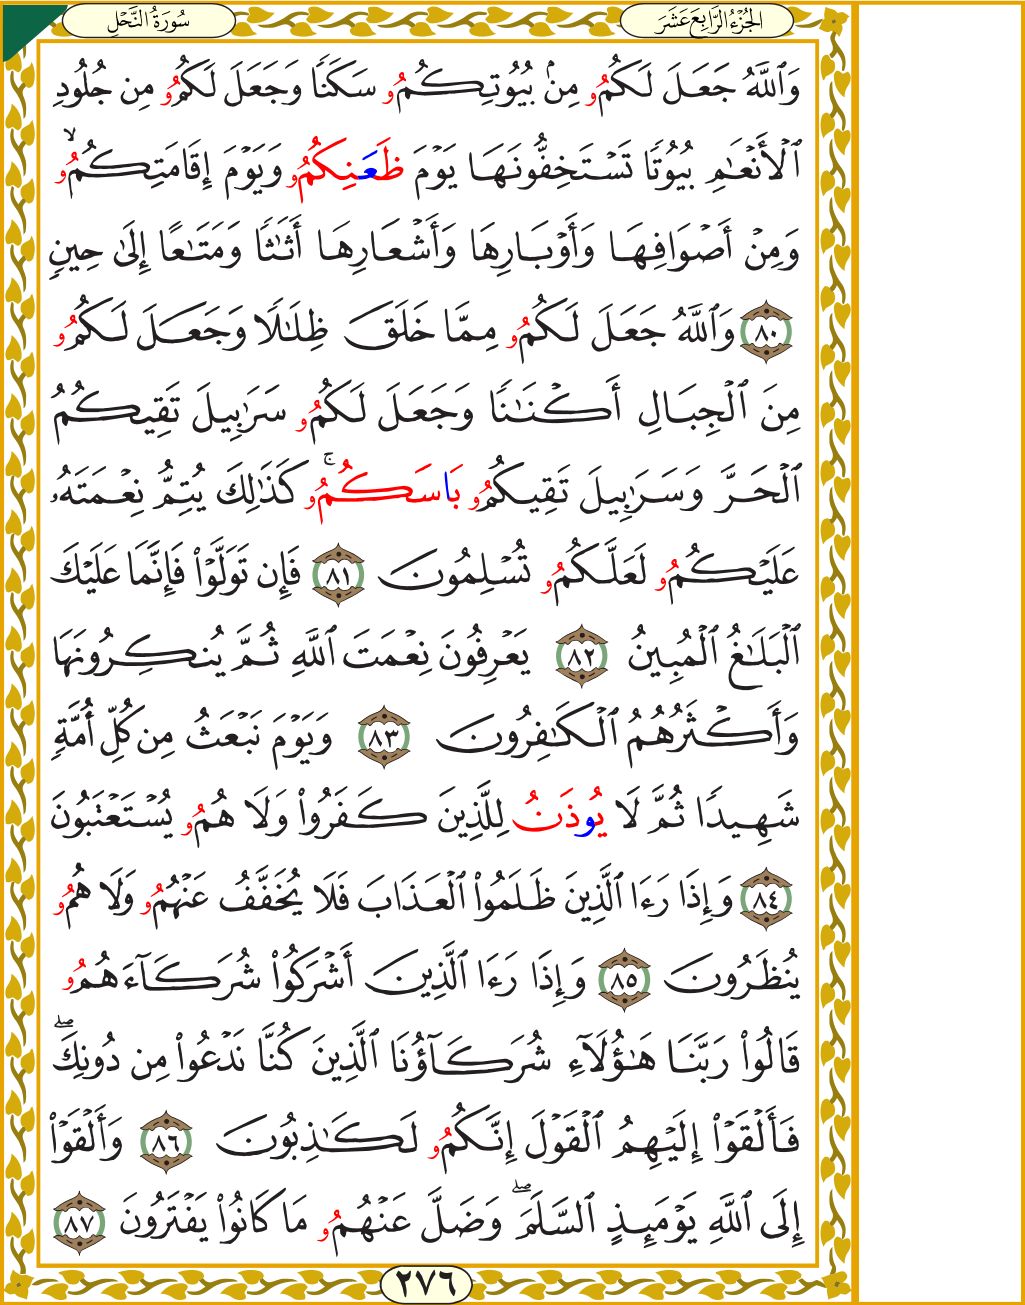 الجُزْءُ الرَّابِعَ عَشَرَ
سُورَةُ النَّحْلِ
وَٱللَّهُ جَعَلَ لَكُمُۥ مِنۢ بُيُوتِكُمُۥ سَكَنًا وَجَعَلَ لَكُمُۥ مِن جُلُودِ
ٱلْأَنْعَٰمِ بُيُوتًا تَسْتَخِفُّونَهَا يَوْمَ ظَعَنِكُمُۥ وَيَوْمَ إِقَامَتِكُمُۥ ۙ
وَمِنْ أَصْوَافِهَا وَأَوْبَارِهَا وَأَشْعَارِهَا أَثَٰثًا وَمَتَٰعًا إِلَىٰ حِينٍ
٨٠ وَٱللَّهُ جَعَلَ لَكُمُۥ مِمَّا خَلَقَ ظِلَٰلًا وَجَعَلَ لَكُمُۥ
مِنَ ٱلْجِبَالِ أَكْنَٰنًا وَجَعَلَ لَكُمُۥ سَرَٰبِيلَ تَقِيكُمُ
ٱلْحَرَّ وَسَرَٰبِيلَ تَقِيكُمُۥ بَاسَكُمُۥ ۚ كَذَٰلِكَ يُتِمُّ نِعْمَتَهُۥ
عَلَيْكُمُۥ لَعَلَّكُمُۥ تُسْلِمُونَ ٨١ فَإِن تَوَلَّوْا۟ فَإِنَّمَا عَلَيْكَ
ٱلْبَلَٰغُ ٱلْمُبِينُ ٨٢ يَعْرِفُونَ نِعْمَتَ ٱللَّهِ ثُمَّ يُنكِرُونَهَا
وَأَكْثَرُهُمُ ٱلْكَٰفِرُونَ ٨٣ وَيَوْمَ نَبْعَثُ مِن كُلِّ أُمَّةٍ
شَهِيدًا ثُمَّ لَا يُوذَنُ لِلَّذِينَ كَفَرُوا۟ وَلَا هُمُۥ يُسْتَعْتَبُونَ
٨٤ وَإِذَا رَءَا ٱلَّذِينَ ظَلَمُوا۟ ٱلْعَذَابَ فَلَا يُخَفَّفُ عَنْهُمُۥ وَلَا هُمُۥ
يُنظَرُونَ ٨٥ وَإِذَا رَءَا ٱلَّذِينَ أَشْرَكُوا۟ شُرَكَآءَهُمُۥ
قَالُوا۟ رَبَّنَا هَٰٓؤُلَآءِ شُرَكَآؤُنَا ٱلَّذِينَ كُنَّا نَدْعُوا۟ مِن دُونِكَ ۖ
فَأَلْقَوْا۟ إِلَيْهِمُ ٱلْقَوْلَ إِنَّكُمُۥ لَكَٰذِبُونَ ٨٦ وَأَلْقَوْا۟
إِلَى ٱللَّهِ يَوْمَئِذٍ ٱلسَّلَمَ ۖ وَضَلَّ عَنْهُمُۥ مَا كَانُوا۟ يَفْتَرُونَ ٨٧
٢٧٦